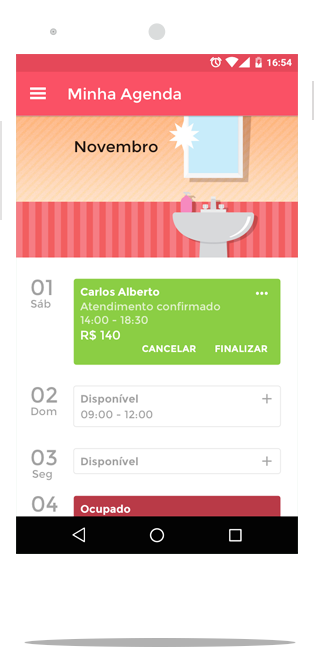 16:54
Minha Agenda
Novembro
01
Sáb
Carlos Alberto
Atendimento confirmado
14:00 - 18:30
R$ 140
CANCELAR FINALIZAR
02
Dom
Disponível
09:00 - 12:00
03
Seg
Disponível
04
Ocupado